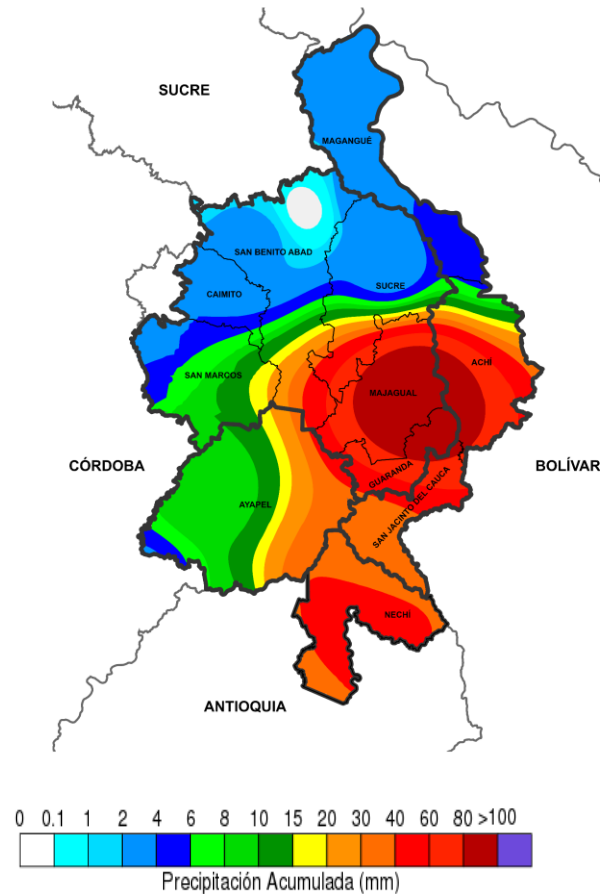 SUCRE
MAGANGUÉ
SAN BENITO ABAD
SUCRE
CAIMITO
ACHÍ
SAN MARCOS
MAJAGUAL
CÓRDOBA
BOLÍVAR
GUARANDA
AYAPEL
SAN JACINTO DEL CAUCA
NECHÍ
ANTIOQUIA
0 0.1 1 2 4 6 8 10 15 20 30 40 60 80 >100
Precipitación Acumulada (mm)